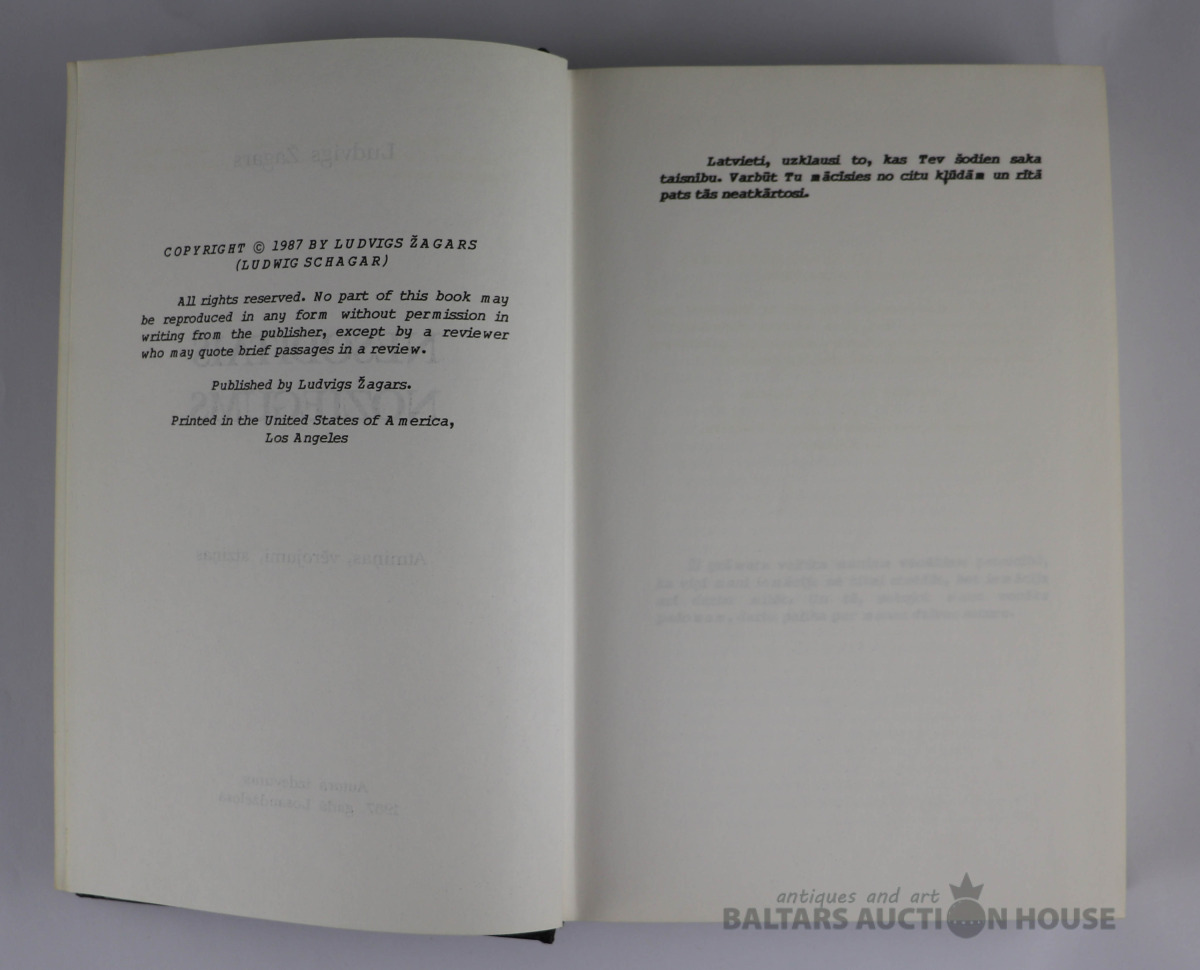 COPYRIGHT © 1987 BY LUDVIGS ŽAGARS
(LUDWIG SCHAGAR)
All rights reserved. No part of this book may
be reproduced in any form without permission in
writing from the publisher, except by a reviewer
who may quote brief passages in a review.
Published by Ludvigs Žagars.
Printed in the United States of America,
Los Angeles
Latvieti, uzklausi to, kas Tev šodien saka
taisnību. Varbūt Tu mācīsies no citu kļūdām un rītā
pats tās neatkārtosi.
antiques and art
BALTARS AUCTION HOUSE